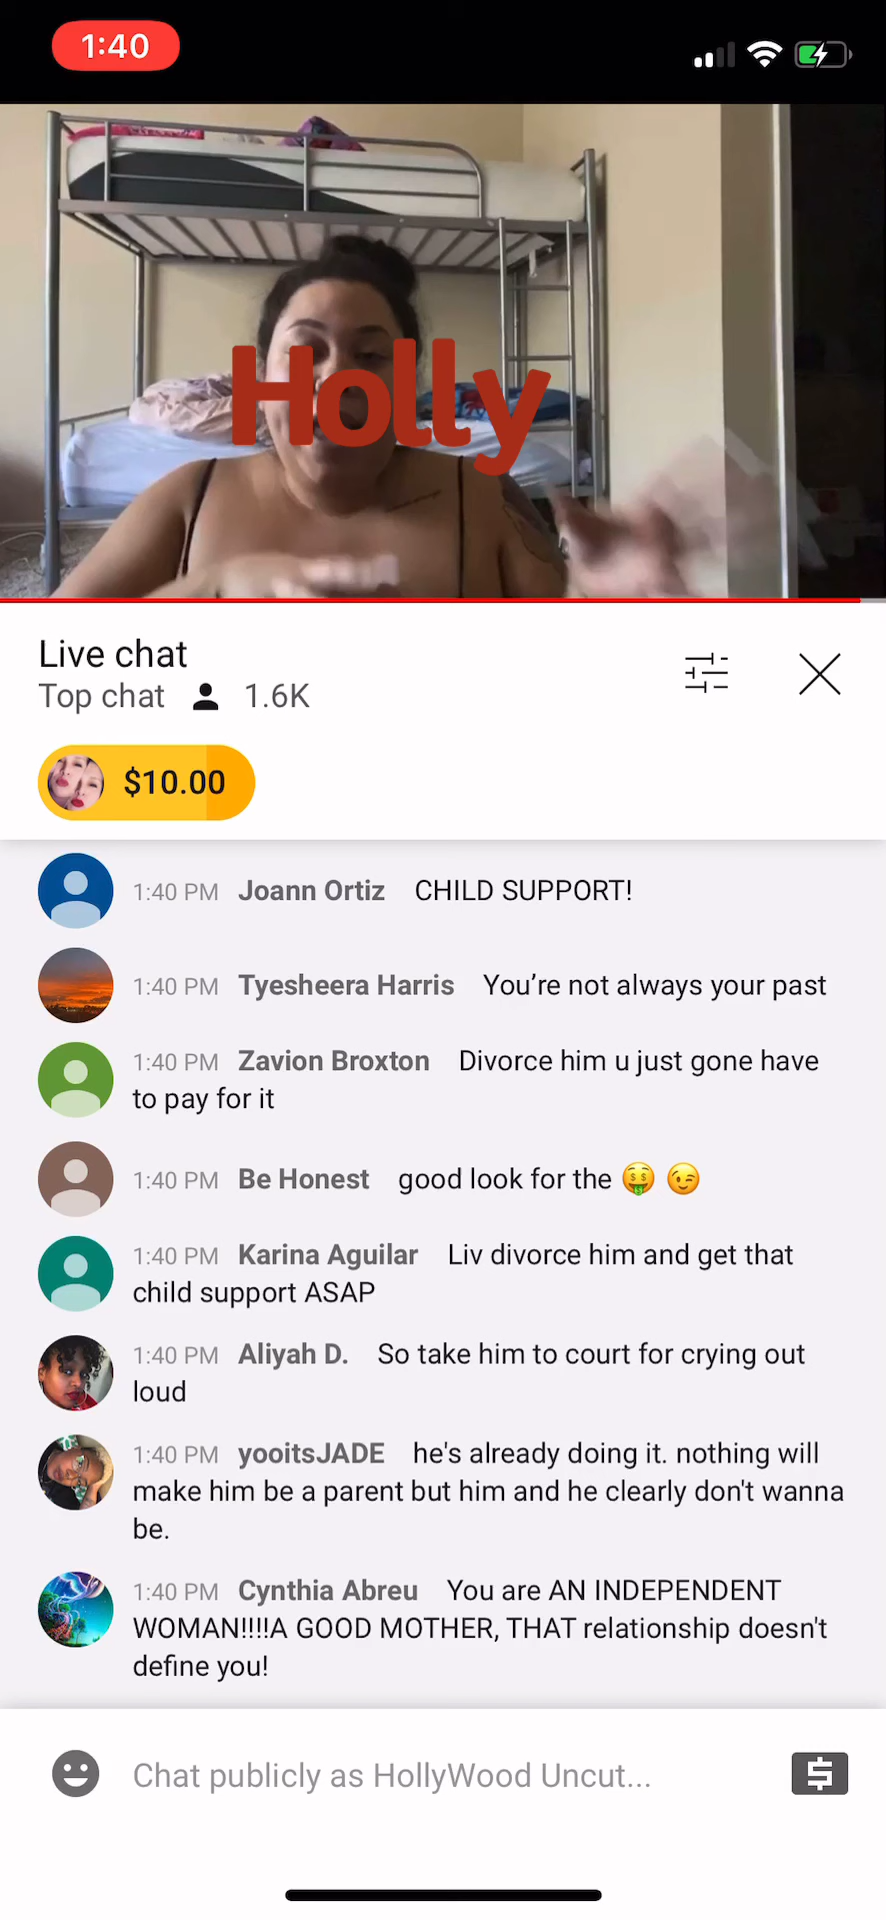 1:40
Holly
Live chat
Top chat 1.6K
$10.00
1:40 PM Joann Ortiz CHILD SUPPORT!
1:40 PM Tyesheera Harris You’re not always your past
1:40 PM Zavion Broxton Divorce him u just gone have
to pay for it
1:40 PM Be Honest good look for the 🤑 😉
1:40 PM Karina Aguilar Liv divorce him and get that
child support ASAP
1:40 PM Aliyah D. So take him to court for crying out
loud
1:40 PM yooitsJADE he's already doing it. nothing will
make him be a parent but him and he clearly don't wanna
be.
1:40 PM Cynthia Abreu You are AN INDEPENDENT
WOMAN!!!!A GOOD MOTHER, THAT relationship doesn't
define you!
Chat publicly as HollyWood Uncut...